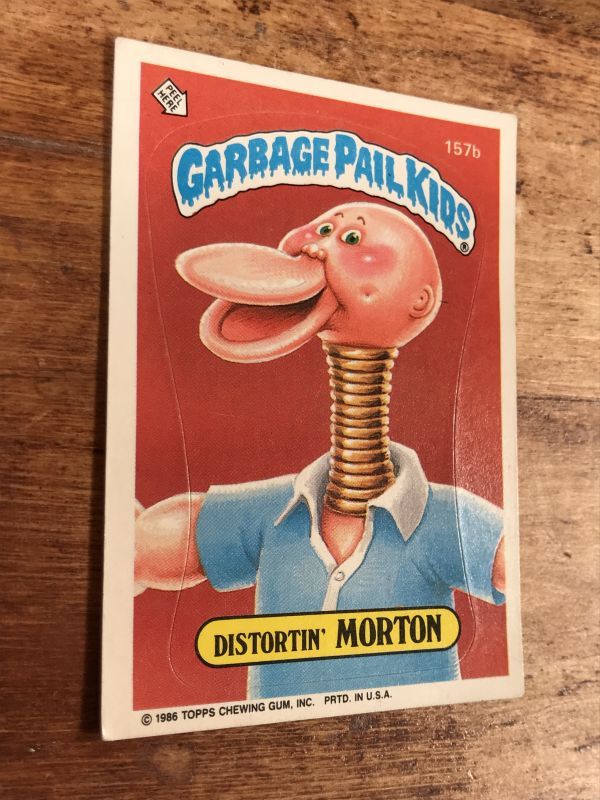 PEEL
HERE
157b
GARBAGE PAIL KIDS®
DISTORTIN' MORTON
© 1986 TOPPS CHEWING GUM, INC. PRTD. IN U.S.A.